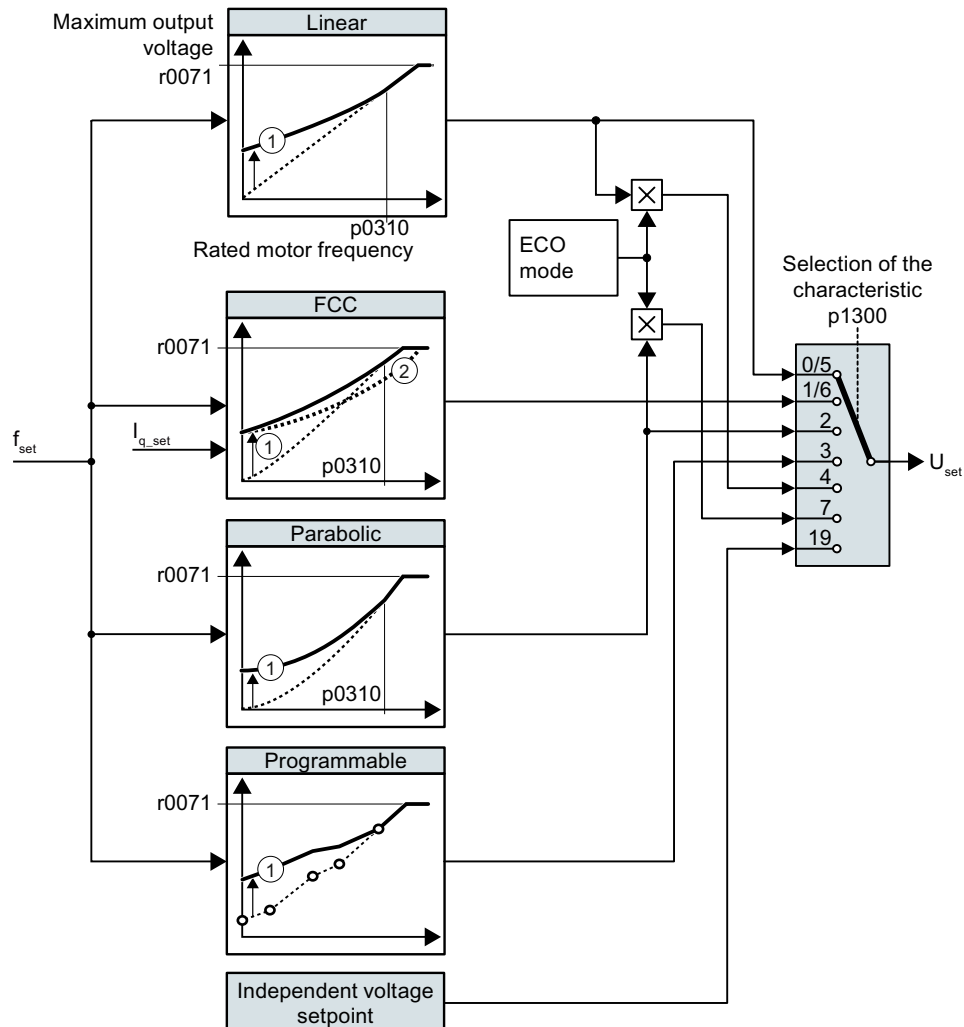 Maximum output
voltage
r0071
Linear
1
p0310
Rated motor frequency
ECO
mode
Selection of the
characteristic
p1300
FCC
r0071
2
1
p0310
f_set
I_q_set
0/5
1/6
2
3
4
7
19
U_set
Parabolic
r0071
1
p0310
Programmable
r0071
1
Independent voltage
setpoint